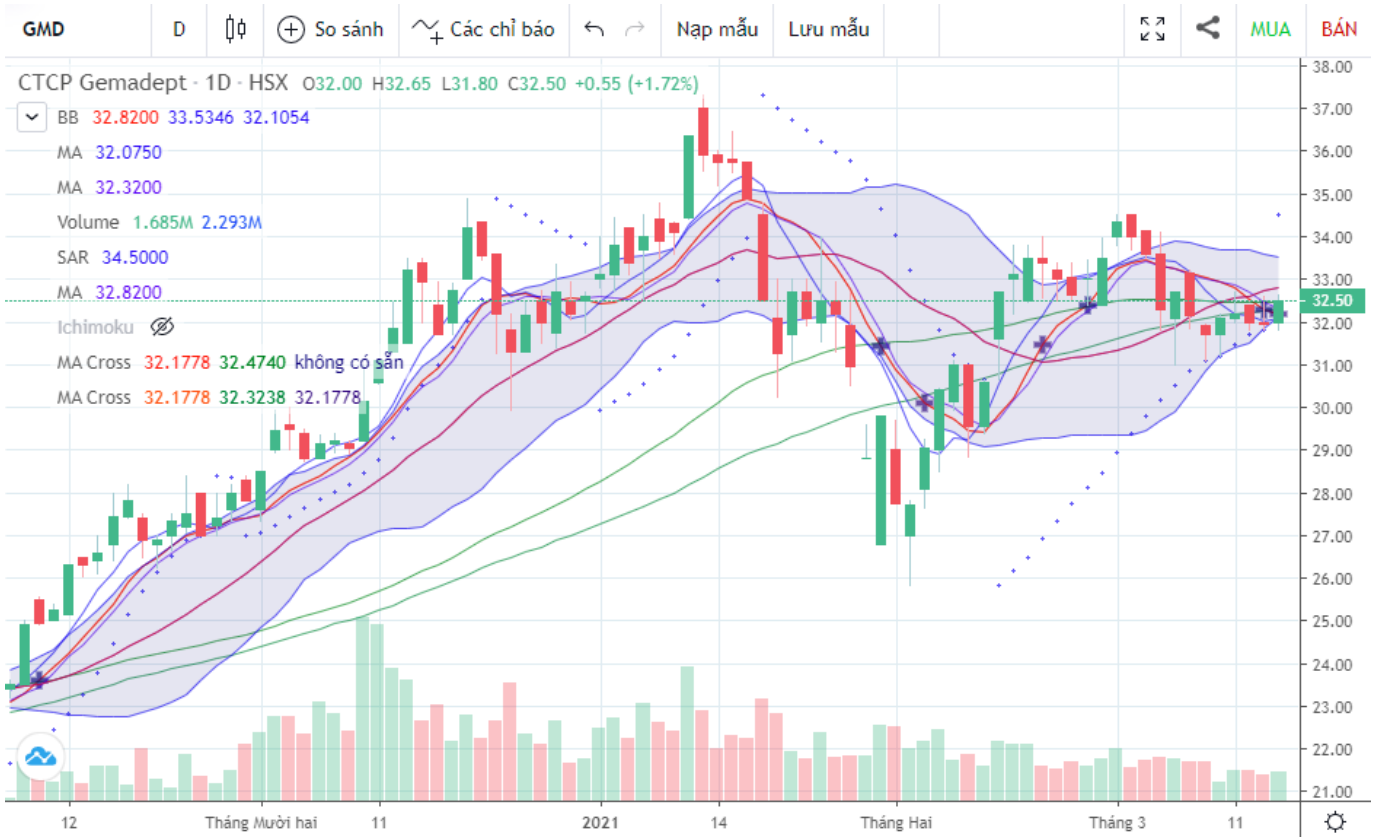 GMD D So sánh Các chỉ báo Nạp mẫu Lưu mẫu MUA BÁN
CTCP Gemadept · 1D · HSX O32.00 H32.65 L31.80 C32.50 +0.55 (+1.72%)
BB 32.8200 33.5346 32.1054
MA 32.0750
MA 32.3200
Volume 1.685M 2.293M
SAR 34.5000
MA 32.8200
Ichimoku
MA Cross 32.1778 32.4740 không có sẵn
MA Cross 32.1778 32.3238 32.1778
38.00
37.00
36.00
35.00
34.00
33.00
32.50
32.00
31.00
30.00
29.00
28.00
27.00
26.00
25.00
24.00
23.00
22.00
21.00
12 Tháng Mười hai 11 2021 14 Tháng Hai Tháng 3 11